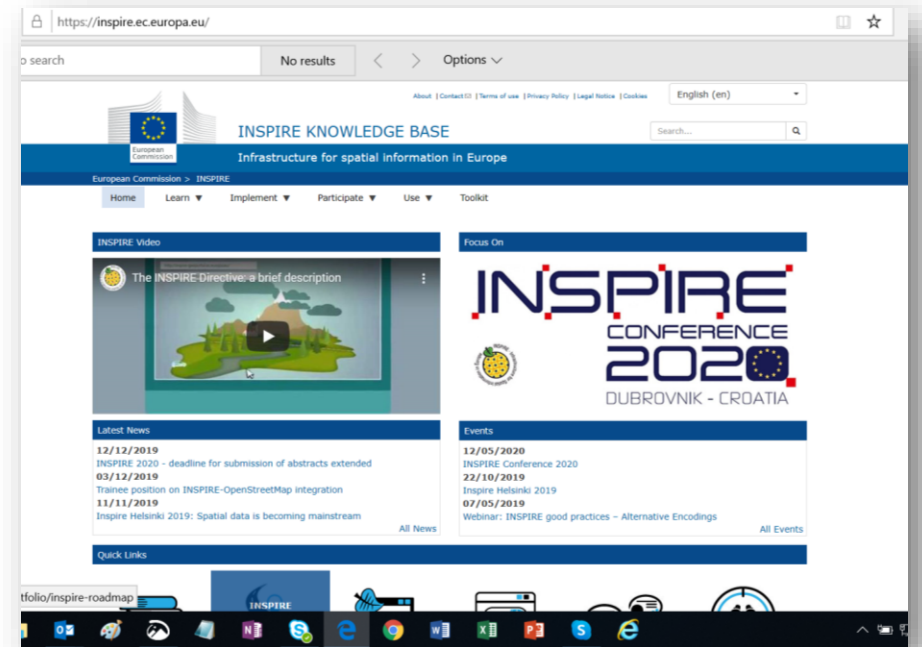 https://inspire.ec.europa.eu/
o search
No results
Options
About | Contact | Terms of use | Privacy Policy | Legal Notice | Cookies
English (en)
European
Commission
INSPIRE KNOWLEDGE BASE
Search...
Infrastructure for spatial information in Europe
European Commission > INSPIRE
Home Learn ▼ Implement ▼ Participate ▼ Use ▼ Toolkit
INSPIRE Video
The INSPIRE Directive: a brief description
Focus On
INSPIRE
CONFERENCE
2020
DUBROVNIK - CROATIA
Latest News
12/12/2019
INSPIRE 2020 - deadline for submission of abstracts extended
03/12/2019
Trainee position on INSPIRE-OpenStreetMap integration
11/11/2019
Inspire Helsinki 2019: Spatial data is becoming mainstream
All News
Events
12/05/2020
INSPIRE Conference 2020
22/10/2019
Inspire Helsinki 2019
07/05/2019
Webinar: INSPIRE good practices – Alternative Encodings
All Events
Quick Links
tfolio/inspire-roadmap
INSPIRE